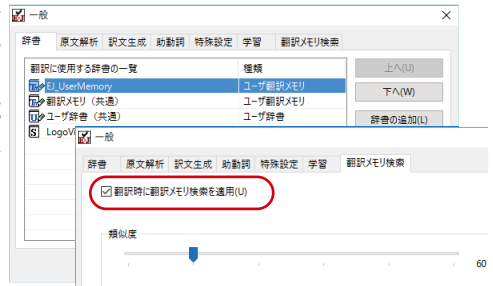 一般
辞書 原文解析 訳文生成 助動詞 特殊設定 学習 翻訳メモリ検索
翻訳に使用する辞書の一覧 種類
EJ_UserMemory ユーザ翻訳メモリ
翻訳メモリ（共通） ユーザ翻訳メモリ
ユーザ辞書（共通） ユーザ辞書
LogoVi
上へ(U)
下へ(W)
辞書の追加(L)
一般
辞書 原文解析 訳文生成 助動詞 特殊設定 学習 翻訳メモリ検索
翻訳時に翻訳メモリ検索を適用(U)
類似度
60